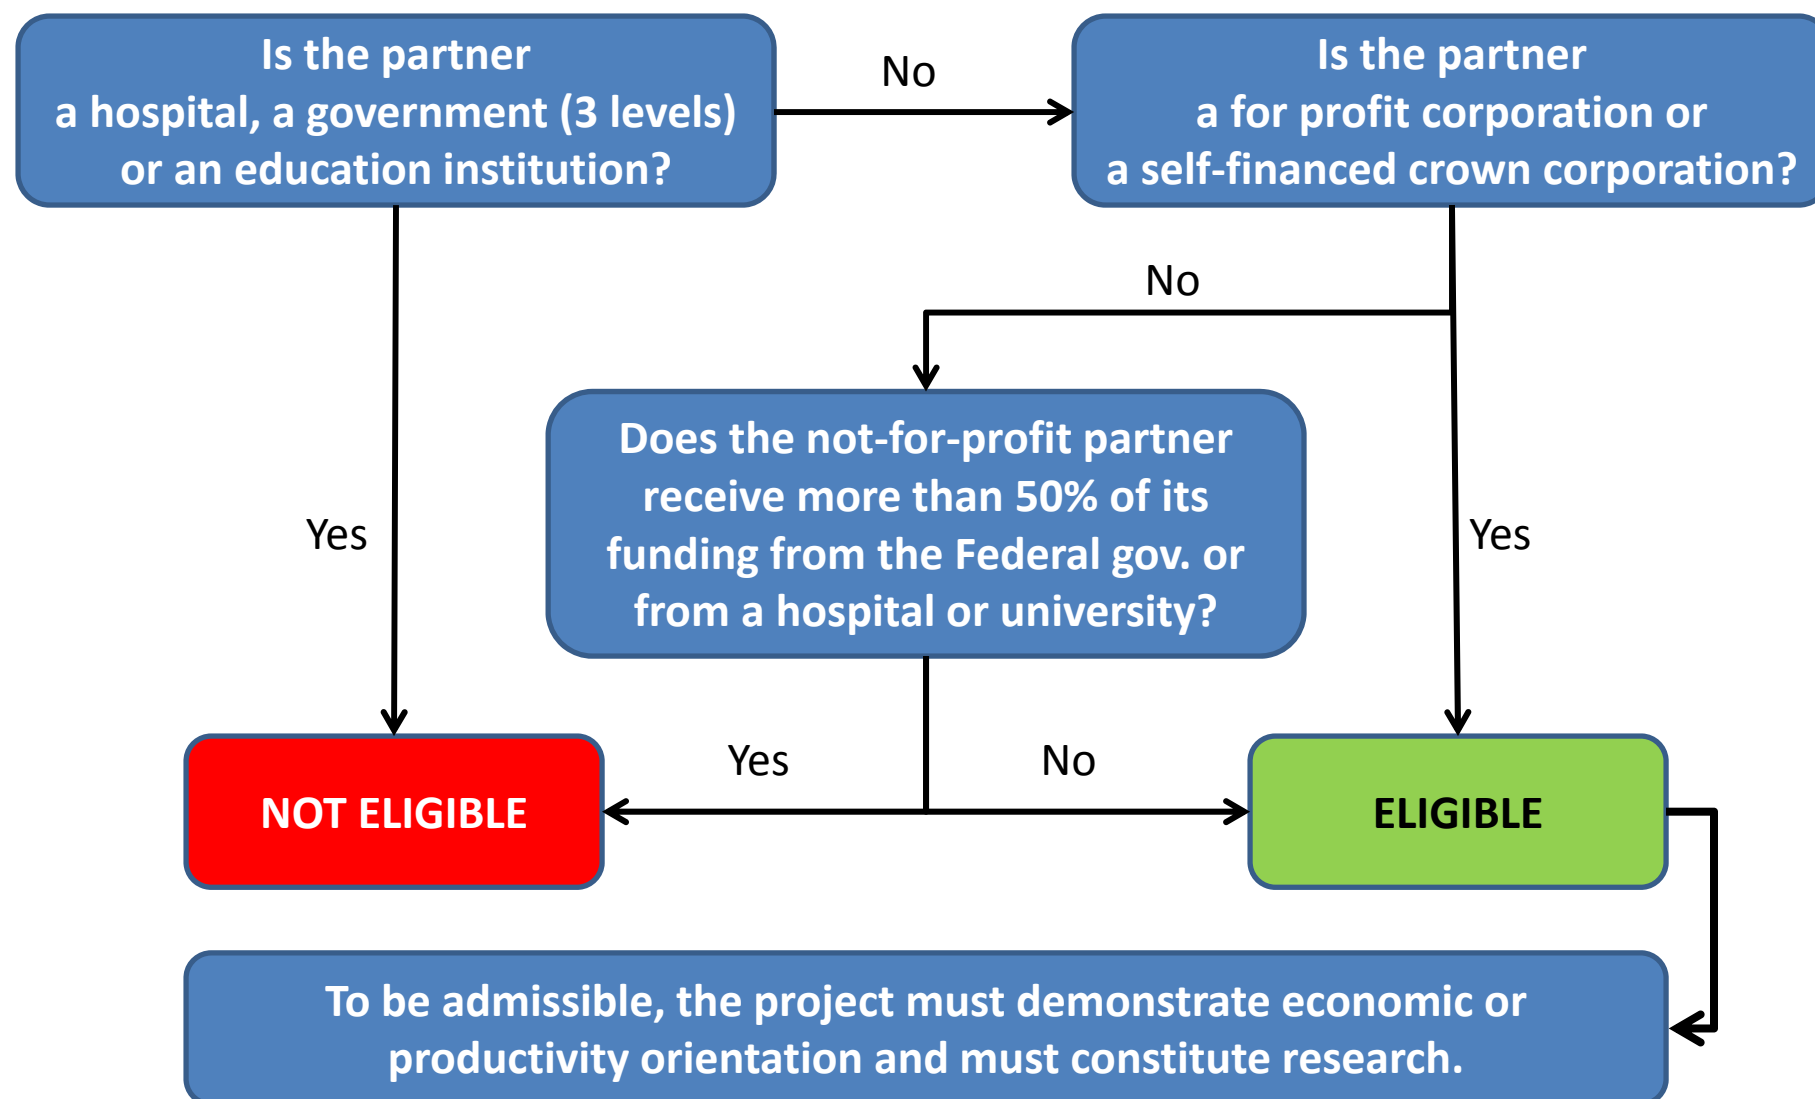 Is the partner
a hospital, a government (3 levels)
or an education institution?
No
Is the partner
a for profit corporation or
a self-financed crown corporation?
No
Does the not-for-profit partner
receive more than 50% of its
funding from the Federal gov. or
from a hospital or university?
Yes
Yes
Yes
No
NOT ELIGIBLE
ELIGIBLE
To be admissible, the project must demonstrate economic or
productivity orientation and must constitute research.